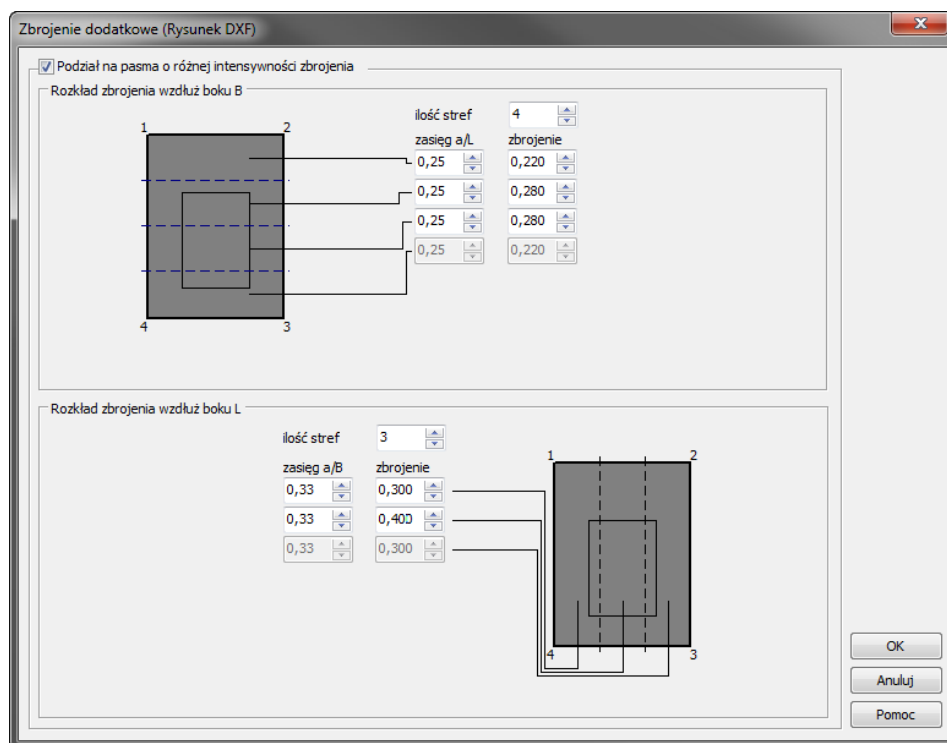 Zbrojenie dodatkowe (Rysunek DXF)
Podział na pasma o różnej intensywności zbrojenia
Rozkład zbrojenia wzdłuż boku B
ilość stref 4
zasięg a/L zbrojenie
1 2
0,25 0,220
0,25 0,280
0,25 0,280
0,25 0,220
4 3
Rozkład zbrojenia wzdłuż boku L
ilość stref 3
zasięg a/B zbrojenie
1 2
0,33 0,300
0,33 0,400
0,33 0,300
4 3
OK
Anuluj
Pomoc